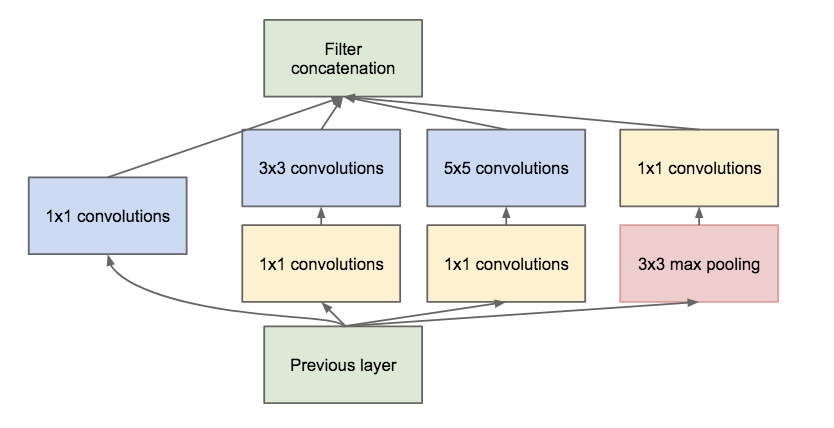 Filter
concatenation
3x3 convolutions
5x5 convolutions
1x1 convolutions
1x1 convolutions
1x1 convolutions
1x1 convolutions
3x3 max pooling
Previous layer